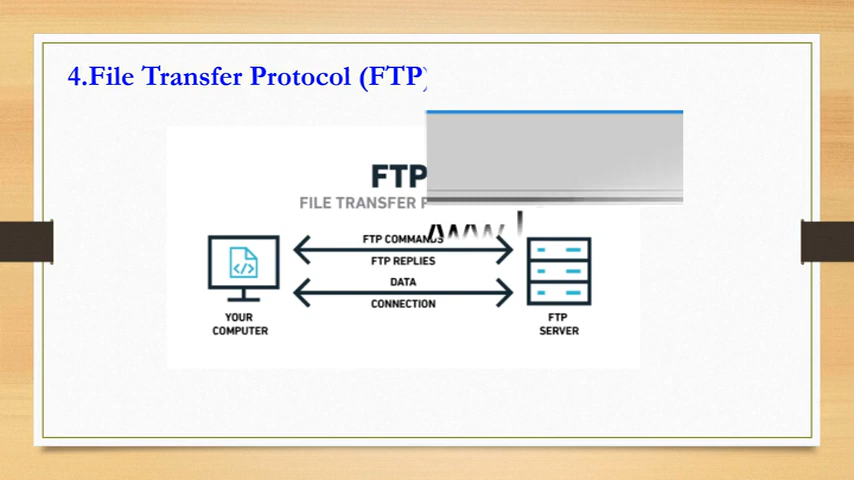 4.File Transfer Protocol (FTP)
FTP
FILE TRANSFER
FTP COMMANDS
FTP REPLIES
DATA
CONNECTION
YOUR
COMPUTER
FTP
SERVER